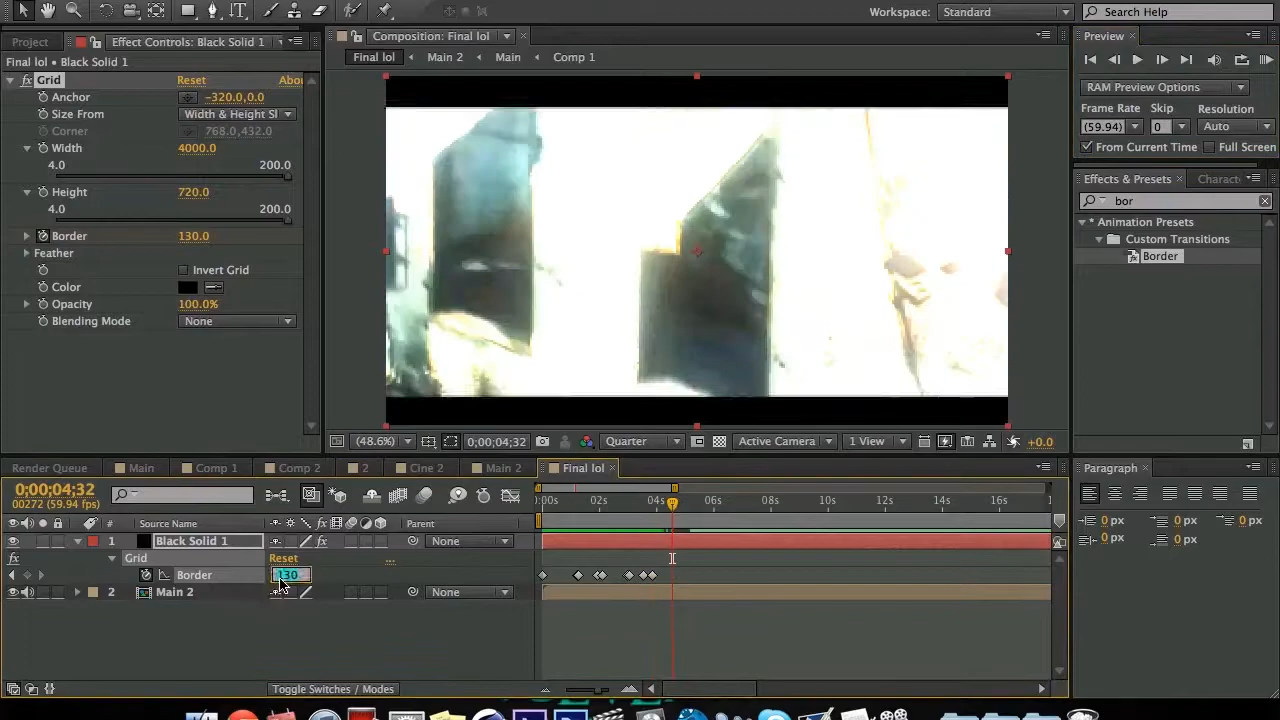 Workspace: Standard
Search Help
Project
Effect Controls: Black Solid 1
Composition: Final lol
Preview
Final lol • Black Solid 1
Final lol Main 2 Main Comp 1
fx Grid Reset Abo
Anchor -320.0,0.0
Size From Width & Height Sl
Corner 768.0,432.0
Width 4000.0
4.0 200.0
Height 720.0
4.0 200.0
Border 130.0
Feather
Invert Grid
Color
Opacity 100.0%
Blending Mode None
RAM Preview Options
Frame Rate Skip Resolution
(59.94) 0 Auto
From Current Time Full Screen
Effects & Presets Charact
bor
* Animation Presets
Custom Transitions
Border
(48.6%) 0;00;04;32 Quarter Active Camera 1 View +0.0
Render Queue Main Comp 1 Comp 2 2 Cine 2 Main 2 Final lol
Paragraph
0;00;04;32
00272 (59.94 fps)
:00s 02s 04s 06s 08s 10s 12s 14s 16s
# Source Name fx Parent
1 Black Solid 1 fx None
fx Grid Reset ...
Border 130
2 Main 2 None
0 px 0 px 0 px
0 px 0 px
Toggle Switches / Modes